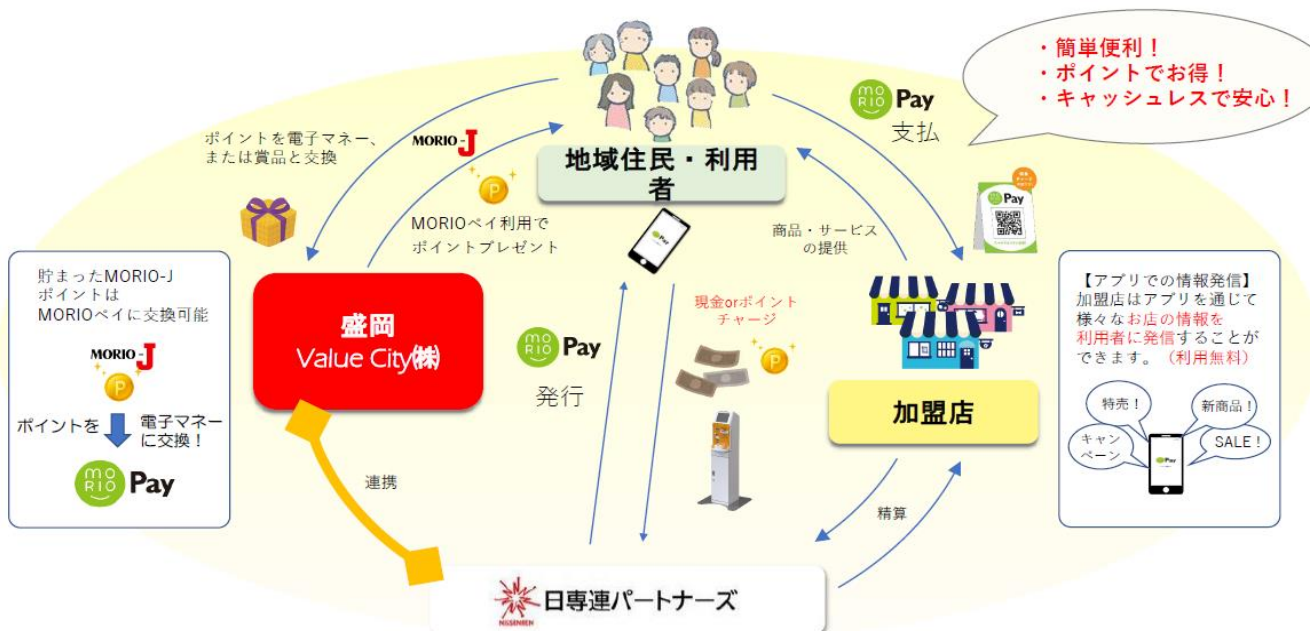 ・簡単便利！
・ポイントでお得！
・キャッシュレスで安心！
MORIO Pay
支払
ポイントを電子マネー、
または賞品と交換
MORIO-J
P
地域住民・利用
者
Pay
MORIOペイ利用で
ポイントプレゼント
商品・サービス
の提供
Pay
貯まったMORIO-J
ポイントは
MORIOペイに交換可能
MORIO-J
P
ポイントを
電子マネー
に交換！
MORIO Pay
盛岡
Value City㈱
MORIO Pay
発行
現金orポイント
チャージ
P
加盟店
【アプリでの情報発信】
加盟店はアプリを通じて
様々なお店の情報を
利用者に発信することが
できます。（利用無料）
特売！
新商品！
キャン
ペーン
SALE！
Pay
連携
精算
NISSENREN
日専連パートナーズ